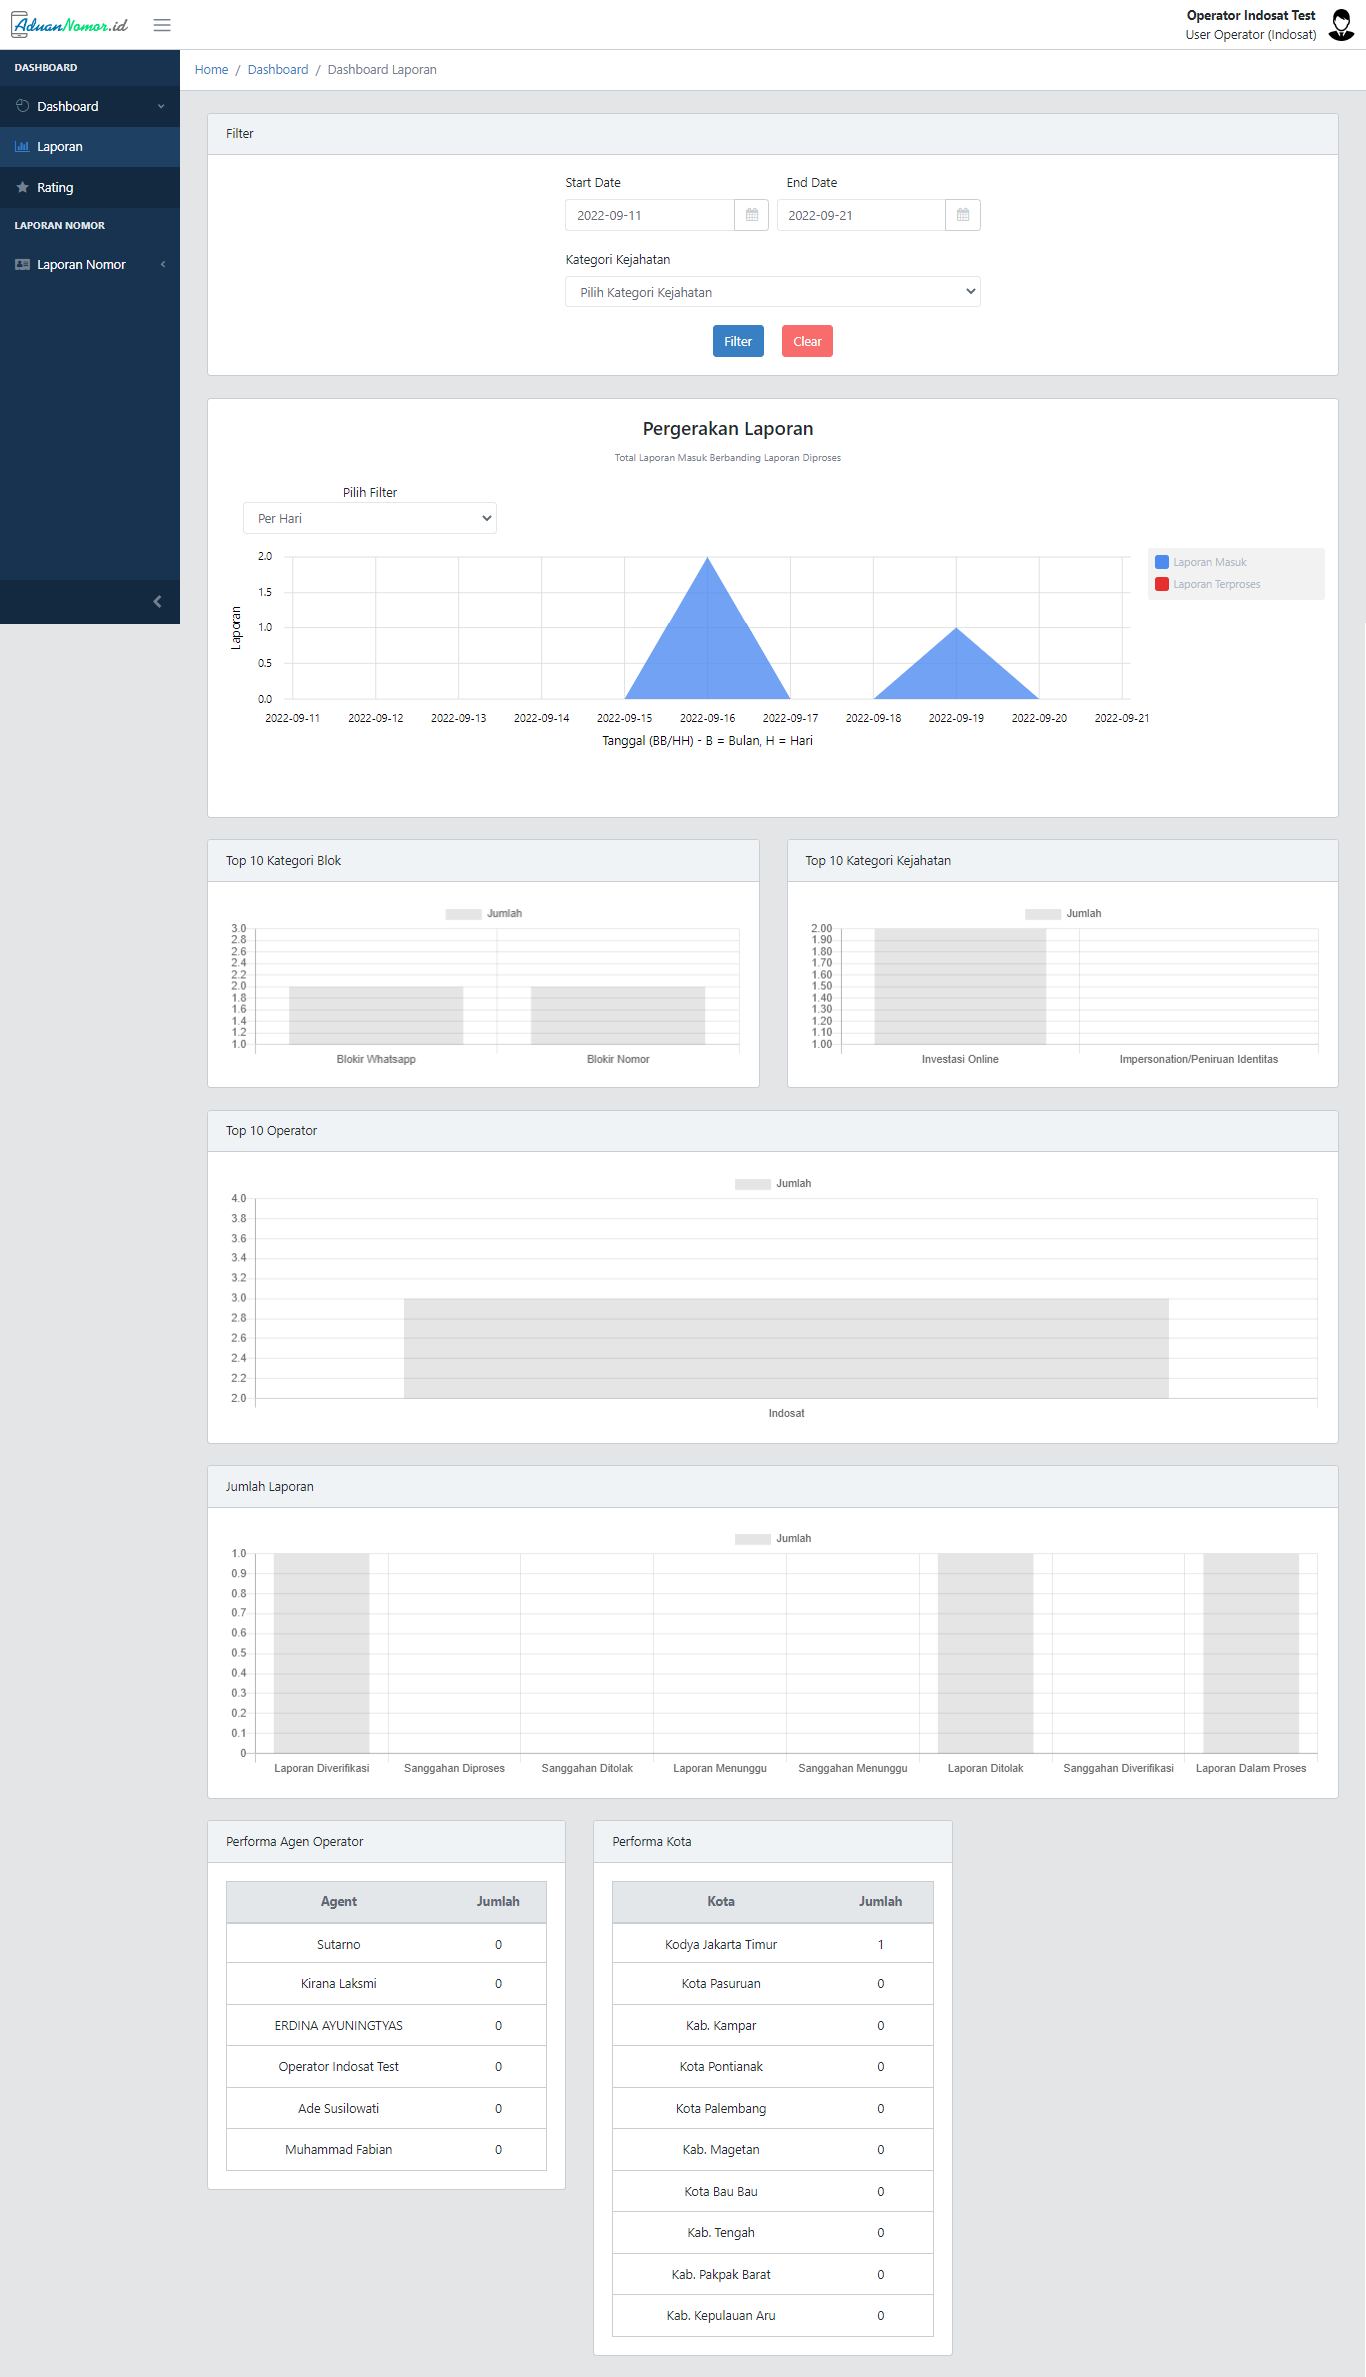 AduanNomor.id
Operator Indosat Test
User Operator (Indosat)
DASHBOARD
Dashboard
Laporan
Rating
LAPORAN NOMOR
Laporan Nomor
Home / Dashboard / Dashboard Laporan
Filter
Start Date End Date
2022-09-11 2022-09-21
Kategori Kejahatan
Pilih Kategori Kejahatan
Filter Clear
Pergerakan Laporan
Total Laporan Masuk Berbanding Laporan Diproses
Pilih Filter
Per Hari
Laporan Masuk
Laporan Terproses
Laporan
2.0
1.5
1.0
0.5
0.0
2022-09-11 2022-09-12 2022-09-13 2022-09-14 2022-09-15 2022-09-16 2022-09-17 2022-09-18 2022-09-19 2022-09-20 2022-09-21
Tanggal (BB/HH) - B = Bulan, H = Hari
Top 10 Kategori Blok
Jumlah
3.0
2.8
2.6
2.4
2.2
2.0
1.8
1.6
1.4
1.2
1.0
Blokir Whatsapp Blokir Nomor
Top 10 Kategori Kejahatan
Jumlah
2.00
1.90
1.80
1.70
1.60
1.50
1.40
1.30
1.20
1.10
1.00
Investasi Online Impersonation/Peniruan Identitas
Top 10 Operator
Jumlah
4.0
3.8
3.6
3.4
3.2
3.0
2.8
2.6
2.4
2.2
2.0
Indosat
Jumlah Laporan
Jumlah
1.0
0.9
0.8
0.7
0.6
0.5
0.4
0.3
0.2
0.1
0
Laporan Diverifikasi Sanggahan Diproses Sanggahan Ditolak Laporan Menunggu Sanggahan Menunggu Laporan Ditolak Sanggahan Diverifikasi Laporan Dalam Proses
Performa Agen Operator
Agent Jumlah
Sutarno 0
Kirana Laksmi 0
ERDINA AYUNINGTYAS 0
Operator Indosat Test 0
Ade Susilowati 0
Muhammad Fabian 0
Performa Kota
Kota Jumlah
Kodya Jakarta Timur 1
Kota Pasuruan 0
Kab. Kampar 0
Kota Pontianak 0
Kota Palembang 0
Kab. Magetan 0
Kota Bau Bau 0
Kab. Tengah 0
Kab. Pakpak Barat 0
Kab. Kepulauan Aru 0